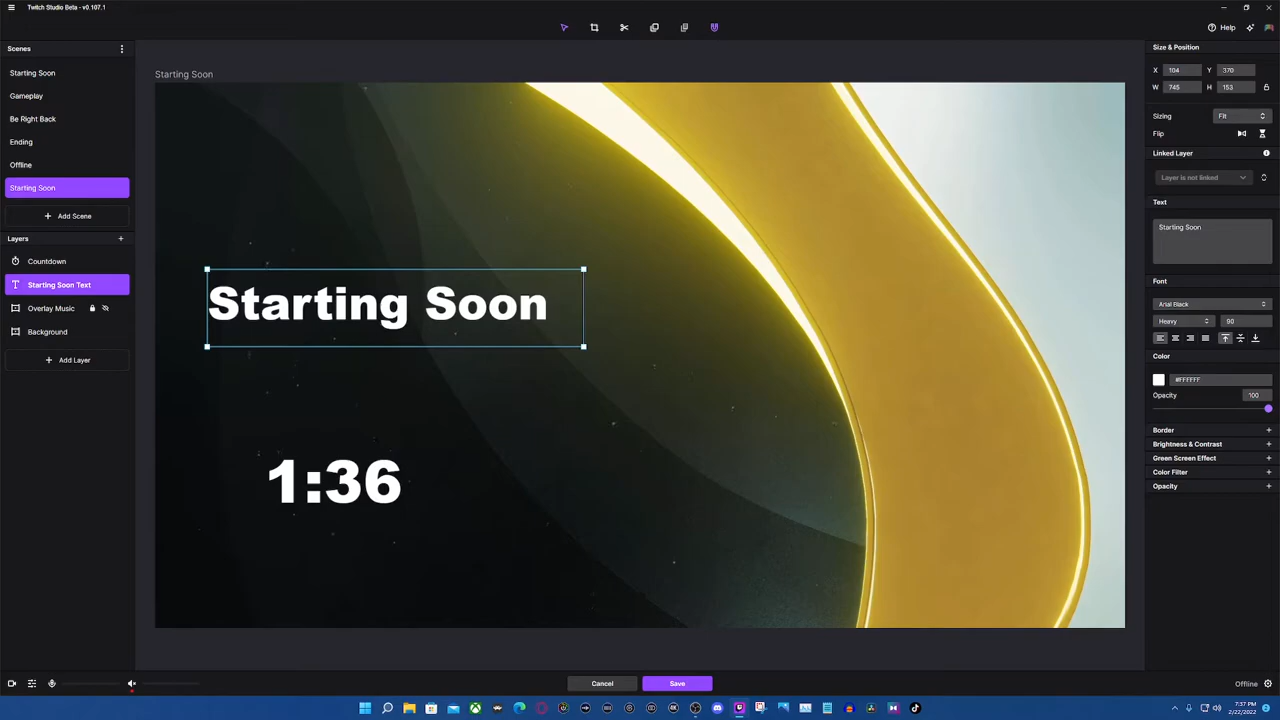 Twitch Studio Beta - v0.107.1
Help
Scenes
Starting Soon
Gameplay
Be Right Back
Ending
Offline
Starting Soon
Add Scene
Layers
Countdown
Starting Soon Text
Overlay Music
Background
Add Layer
Starting Soon
Starting Soon
1:36
Size & Position
X 104 Y 370
W 745 H 153
Sizing Fit
Flip
Linked Layer
Layer is not linked
Text
Starting Soon
Font
Arial Black
Heavy 90
Color
#FFFFFF
Opacity 100
Border
Brightness & Contrast
Green Screen Effect
Color Filter
Opacity
Cancel
Save
Offline
7:37 PM
2/22/2022